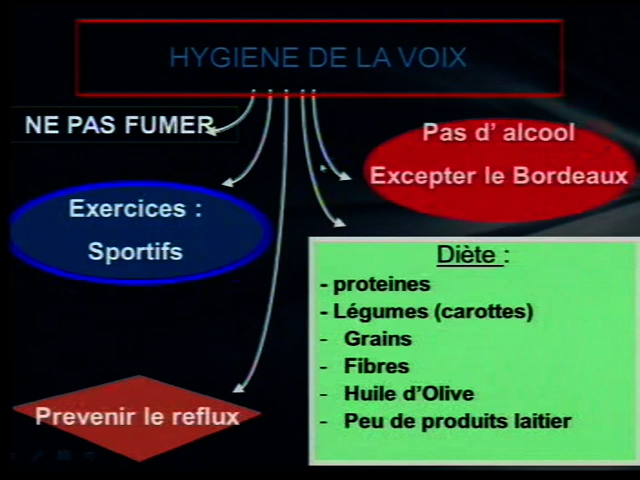 HYGIENE DE LA VOIX
NE PAS FUMER
Pas d' alcool
Excepter le Bordeaux
Exercices :
Sportifs
Diète :
- proteines
- Légumes (carottes)
- Grains
- Fibres
- Huile d'Olive
- Peu de produits laitier
Prevenir le reflux